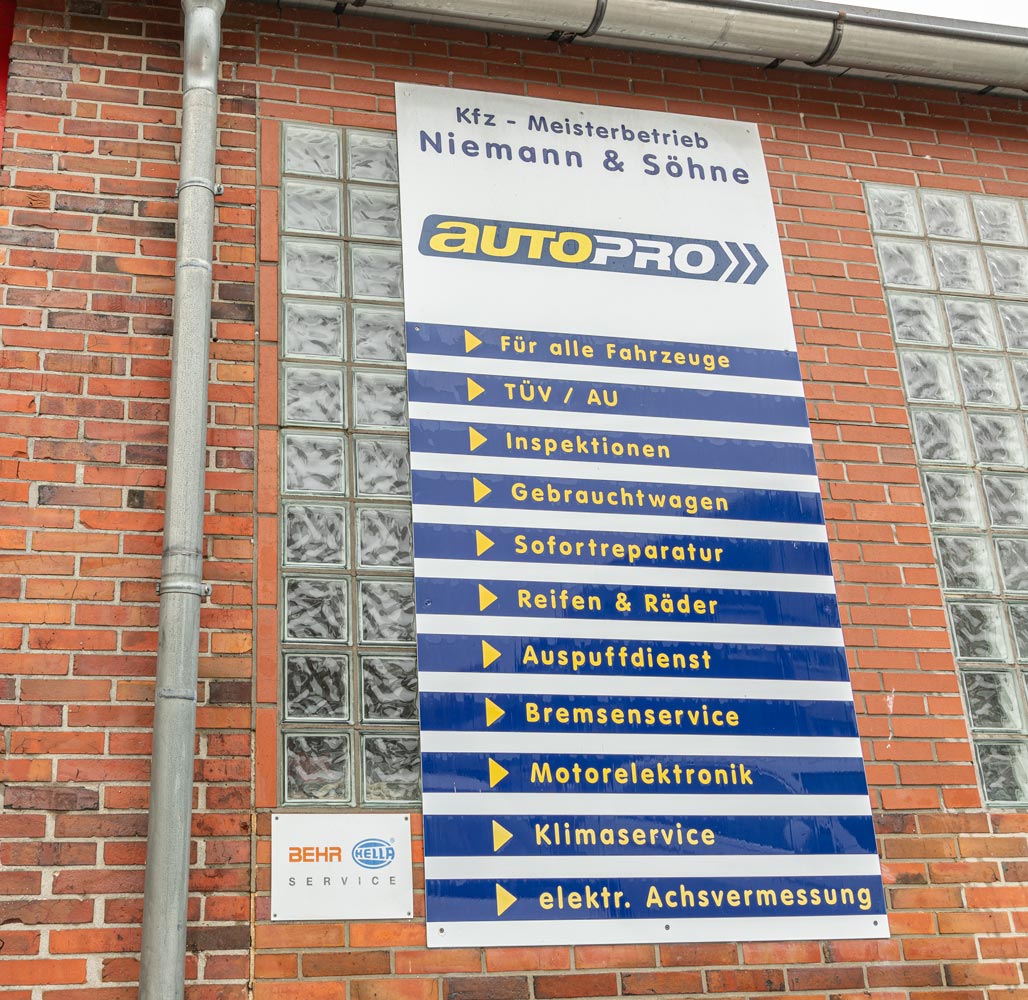 Kfz - Meisterbetrieb
Niemann & Söhne
autoPRO
Für alle Fahrzeuge
TÜV / AU
Inspektionen
Gebrauchtwagen
Sofortreparatur
Reifen & Räder
Auspuffdienst
Bremsenservice
Motorelektronik
Klimaservice
elektr. Achsvermessung
BEHR HELLA®
SERVICE